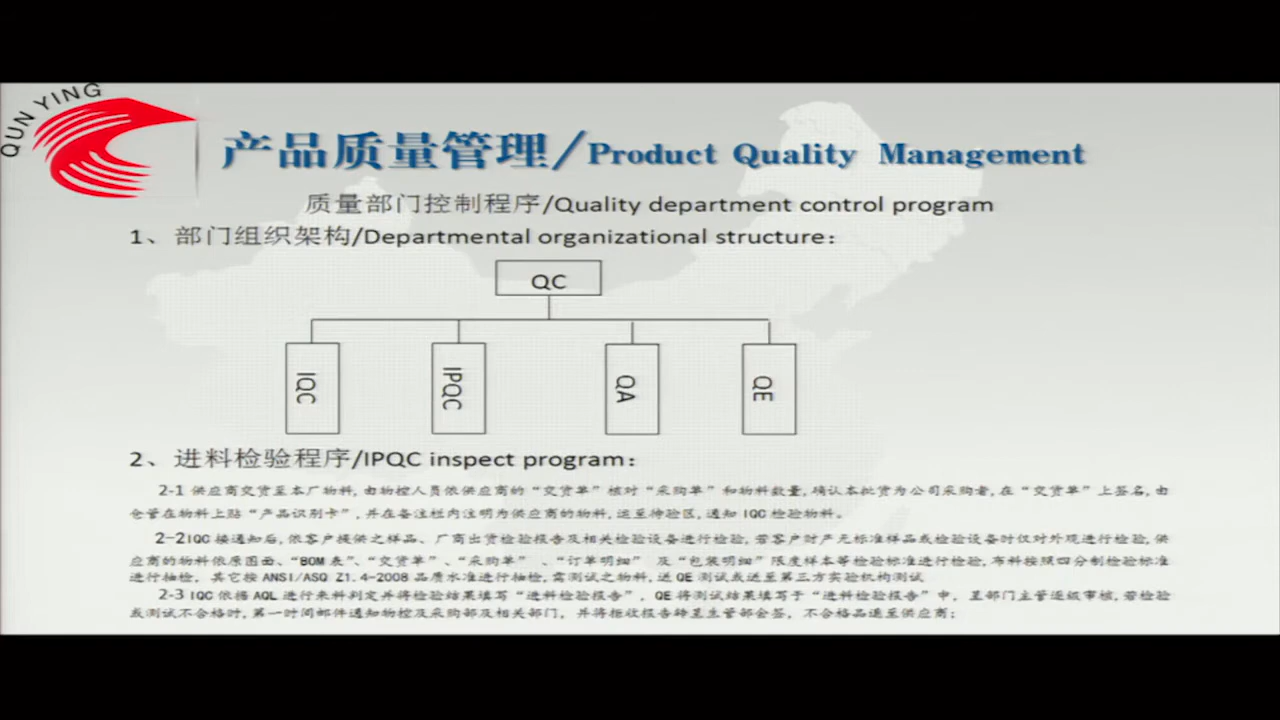 QUN YING
产品质量管理/Product Quality Management
质量部门控制程序/Quality department control program
1、部门组织架构/Departmental organizational structure：
QC
IQC
IPQC
QA
QE
2、进料检验程序/IPQC inspect program：
2-1 供应商交货至本厂物料，由物控人员依供应商的“交货单”核对“采购单”和物料数量，确认本批货为公司采购者，在“交货单”上签名，由
仓管在物料上贴“产品识别卡”，并在备注栏内注明为供应商的物料，运至待验区，通知 IQC 检验物料。
2-2IQC 接通知后，依客户提供之样品、厂商出货检验报告及相关检验设备进行检验，若客户时产无标准样品或检验设备时仅对外观进行检验，供
应商的物料依原图面、“BOM 表”、“交货单”、“采购单”、“订单明细” 及“包装明细”限度样本等检验标准进行检验，布料按照四分制检验标准
进行抽检， 其它按 ANSI/ASQ Z1.4-2008 品质水准进行抽检，需测试之物料，送 QE 测试或送至第三方实验机构测试
2-3 IQC 依据 AQL 进行来料判定并将检验结果填写“进料检验报告”，QE 将测试结果填写于“进料检验报告”中，呈部门主管逐级审核，若检验
或测试不合格时，第一时间邮件通知物控及采购部及相关部门，并将拒收报告转呈生管部会签，不合格品退至供应商；